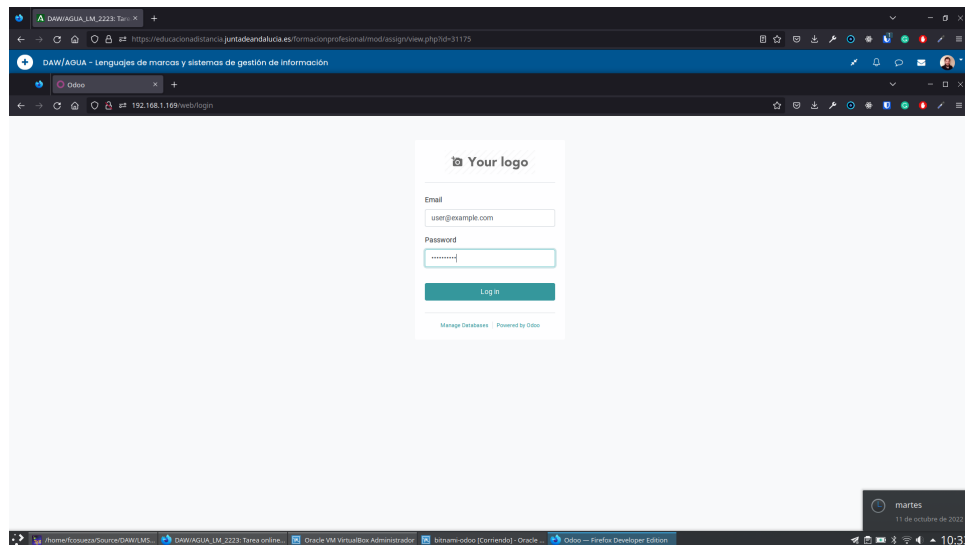 DAW/AGUA_LM_2223: Tare
https://educacionadistancia.juntadeandalucia.es/formacionprofesional/mod/assign/view.php?id=31175
DAW/AGUA - Lenguajes de marcas y sistemas de gestión de información
Odoo
192.168.1.169/web/login
Your logo
Email
user@example.com
Password
Log in
Manage Databases | Powered by Odoo
martes
11 de octubre de 2022
/home/fcosueza/Source/DAW/LMS... DAW/AGUA_LM_2223: Tarea online... Oracle VM VirtualBox Administrador bitnami-odoo [Corriendo] - Oracle ... Odoo — Firefox Developer Edition